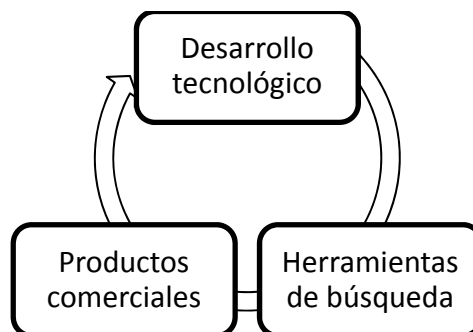 Desarrollo
tecnológico
Productos
comerciales
Herramientas
de búsqueda